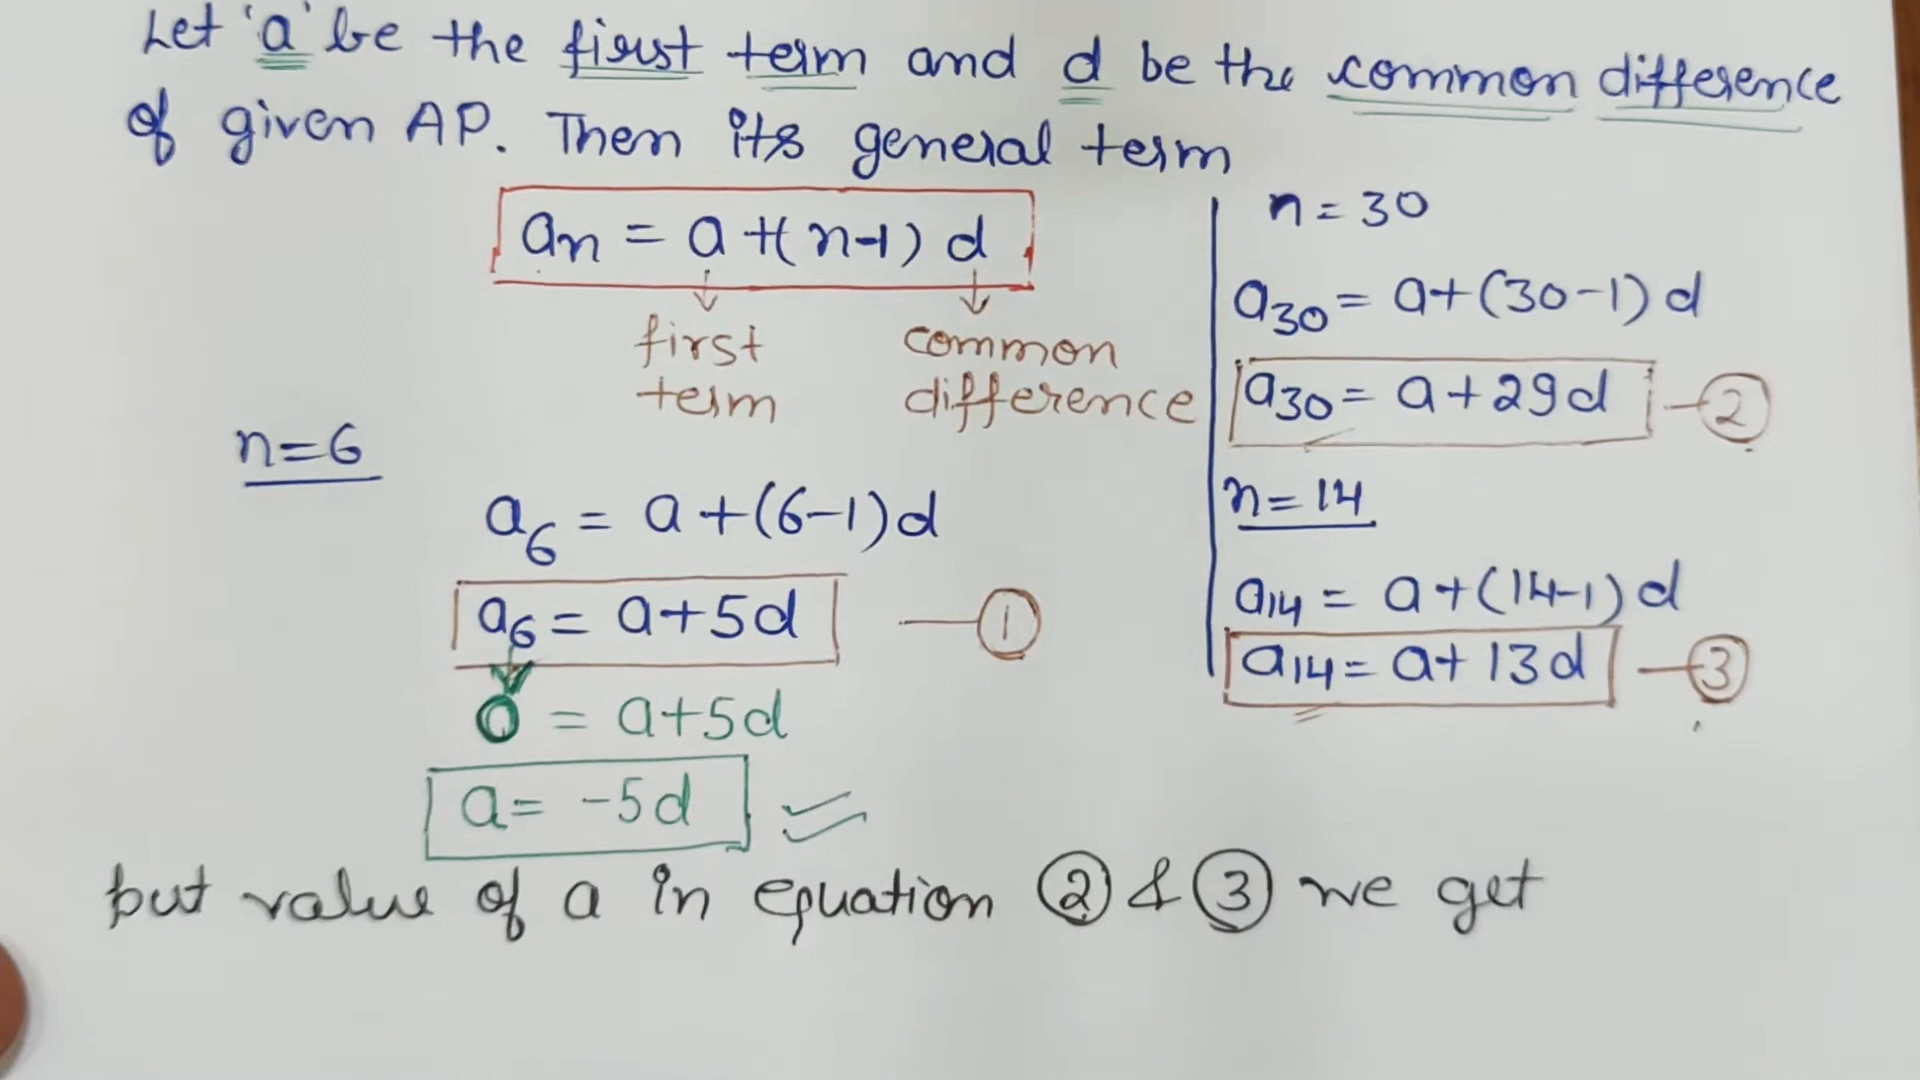 Let 'a' be the first term and d be the common difference
of given AP. Then its general term
an = a+(n-1) d
first term
common difference
n=6
a6 = a+(6-1)d
a6 = a+5d —①
0 = a+5d
a= -5d
n=30
a30= a+(30-1)d
a30= a+29d —②
n=14
a14 = a+(14-1)d
a14= a+13d —③
but value of a in equation ② & ③ we get